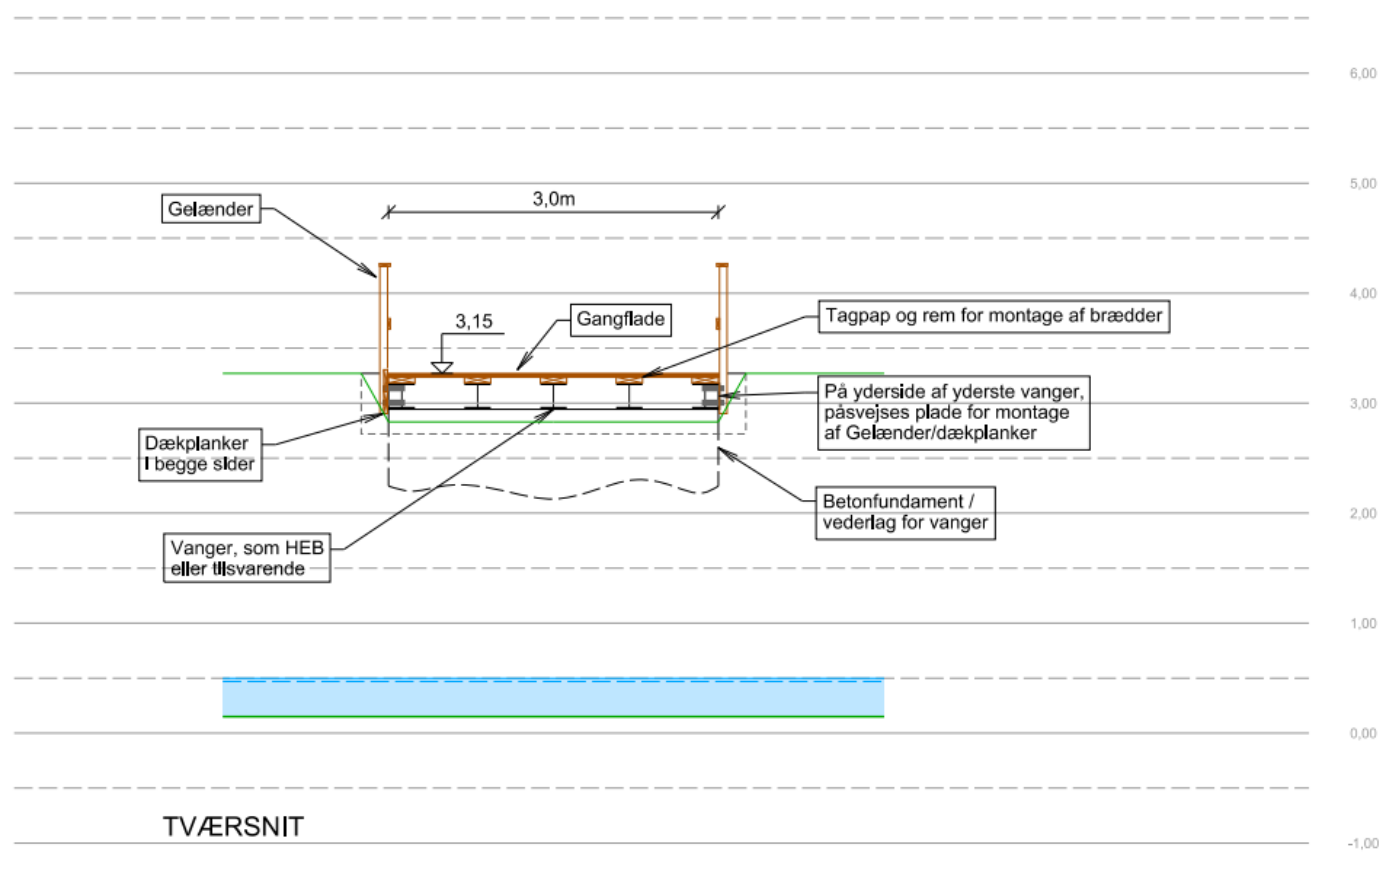 6,00
5,00
3,0m
Gelænder
4,00
Tagpap og rem for montage af brædder
Gangflade
3,15
På yderside af yderste vanger,
påsvejses plade for montage
af Gelænder/dækplanker
3,00
Dækplanker
I begge sider
Betonfundament /
vederlag for vanger
2,00
Vanger, som HEB
eller tilsvarende
1,00
0,00
TVÆRSNIT
-1,00